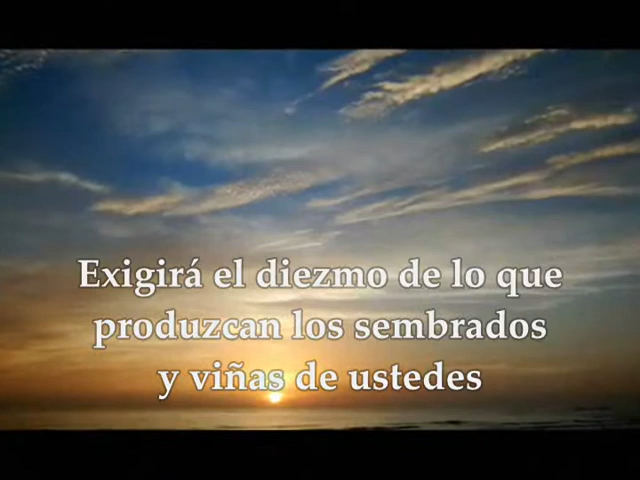 Exigirá el diezmo de lo que
produzcan los sembrados
y viñas de ustedes